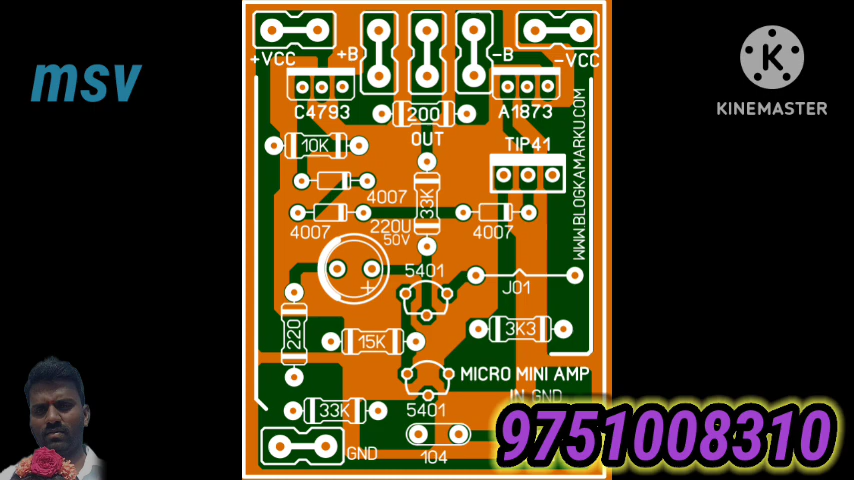 msv
+VCC
+B
-B
-VCC
C4793
200
A1873
OUT
TIP41
10K
4007
33K
4007
220U
50V
4007
5401
+
J01
220
15K
3K3
MICRO MINI AMP
IN GND
33K
5401
GND
104
WWW.BLOGKAMARKU.COM
K
KINEMASTER
9751008310